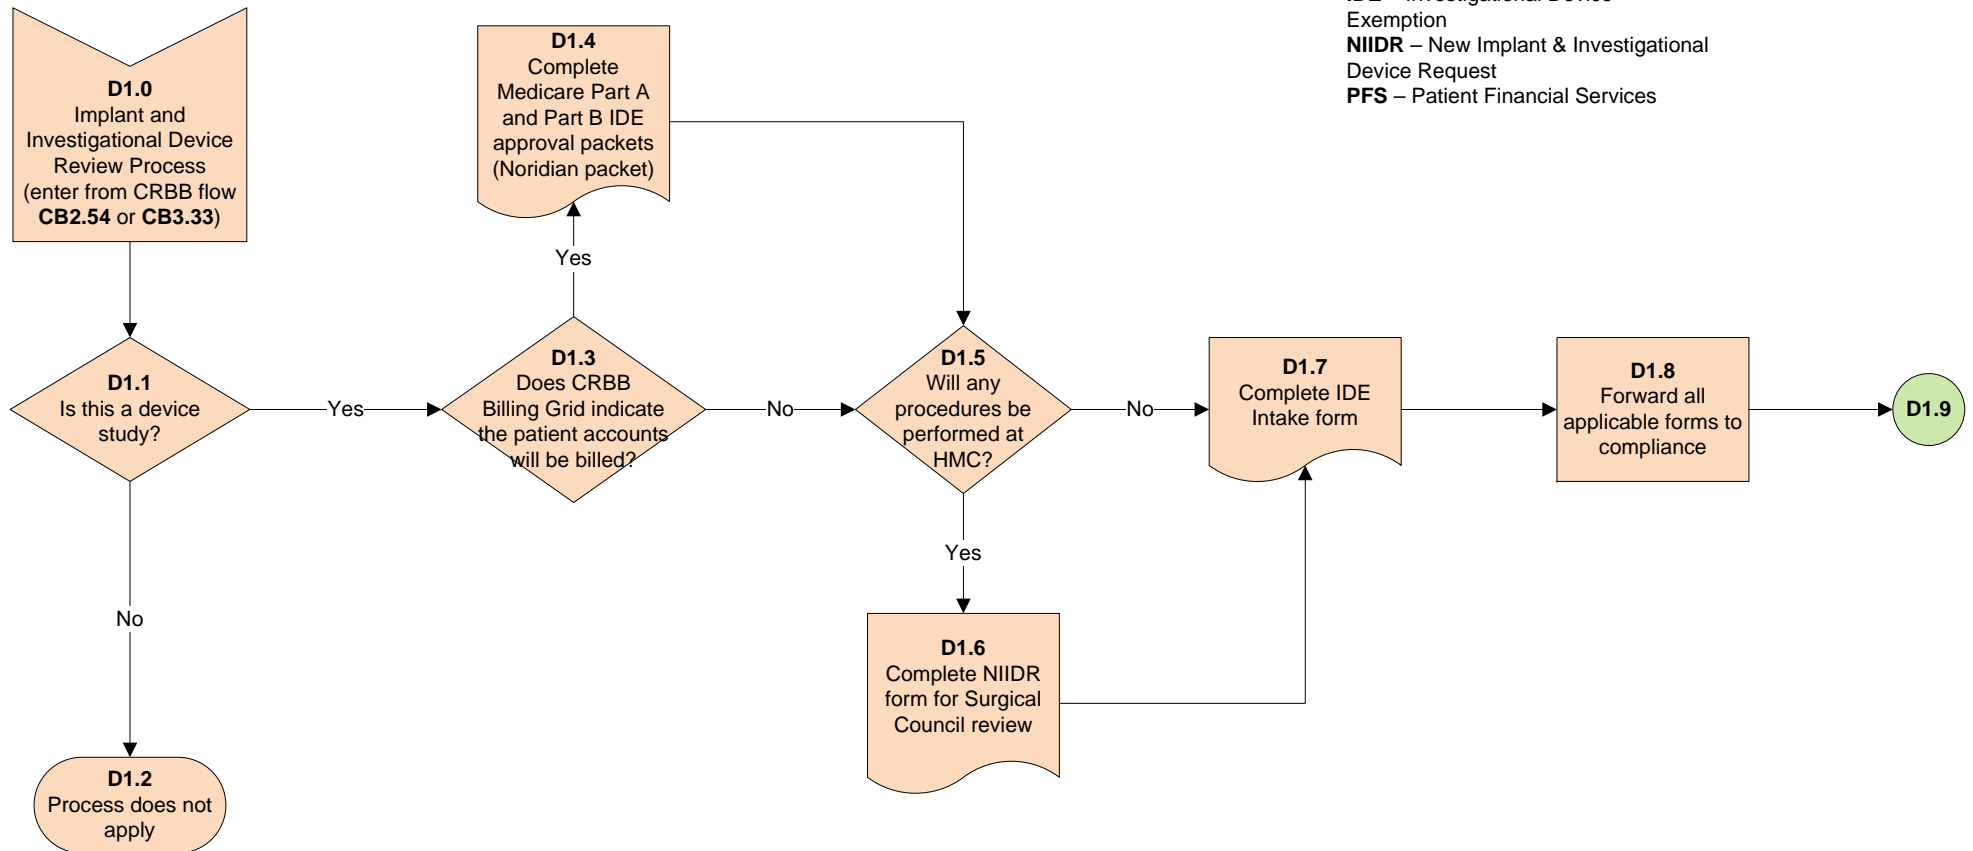 IDE – Investigational Device
Exemption
NIIDR – New Implant & Investigational
Device Request
PFS – Patient Financial Services
D1.0
Implant and
Investigational Device
Review Process
(enter from CRBB flow
CB2.54 or CB3.33)
D1.1
Is this a device
study?
Yes
No
D1.2
Process does not
apply
D1.3
Does CRBB
Billing Grid indicate
the patient accounts
will be billed?
Yes
No
D1.4
Complete
Medicare Part A
and Part B IDE
approval packets
(Noridian packet)
D1.5
Will any
procedures be
performed at
HMC?
No
Yes
D1.6
Complete NIIDR
form for Surgical
Council review
D1.7
Complete IDE
Intake form
D1.8
Forward all
applicable forms to
compliance
D1.9